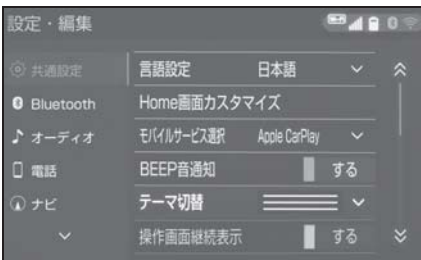 設定・編集
共通設定
言語設定 日本語
Bluetooth
Home画面カスタマイズ
オーディオ
モバイルサービス選択 Apple CarPlay
電話
BEEP音通知 する
ナビ
テーマ切替
操作画面継続表示 する